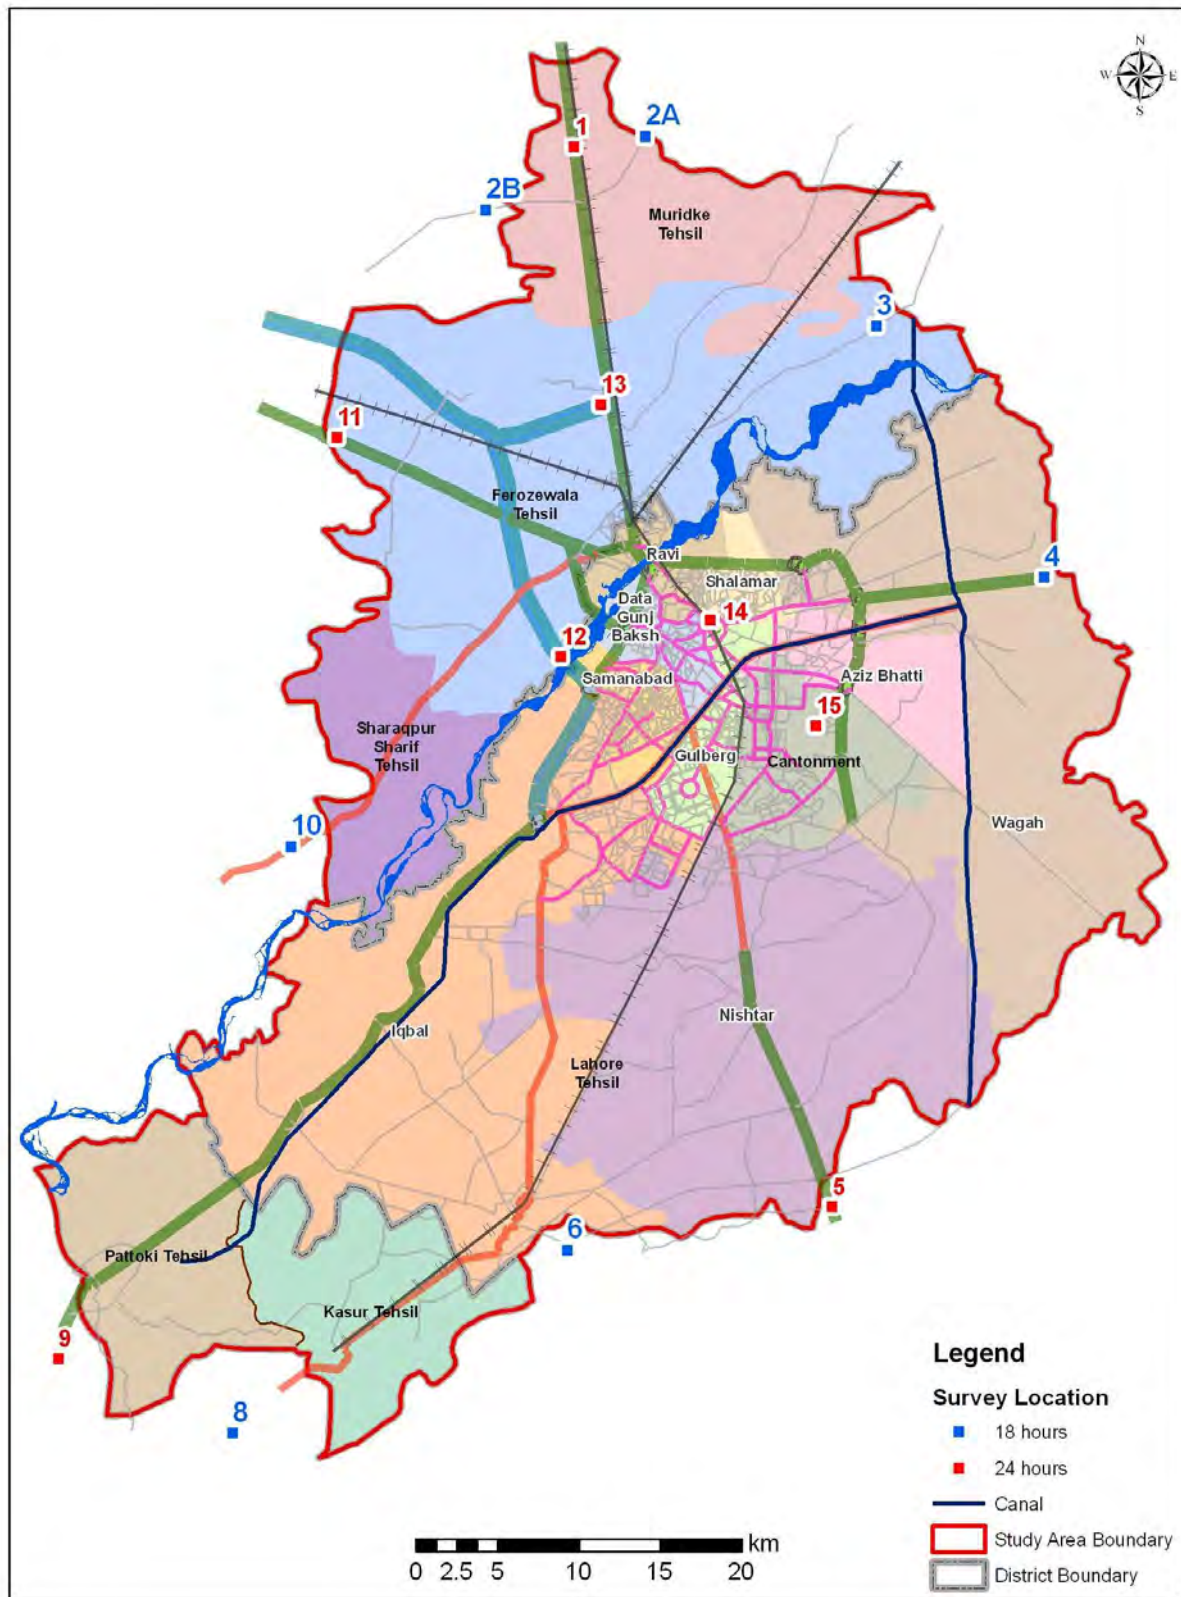 N
W E
S
1
2A
2B
Muridke
Tehsil
3
13
11
Ferozewala
Tehsil
Ravi
4
Shalamar
Data
Gunj
Baksh
14
12
Samanabad
Aziz Bhatti
15
Sharaqpur
Sharif
Tehsil
Gulberg
Cantonment
10
Wagah
Nishtar
Iqbal
Lahore
Tehsil
5
6
Pattoki Tehsil
Kasur Tehsil
9
8
Legend
Survey Location
18 hours
24 hours
Canal
Study Area Boundary
District Boundary
km
0 2.5 5 10 15 20